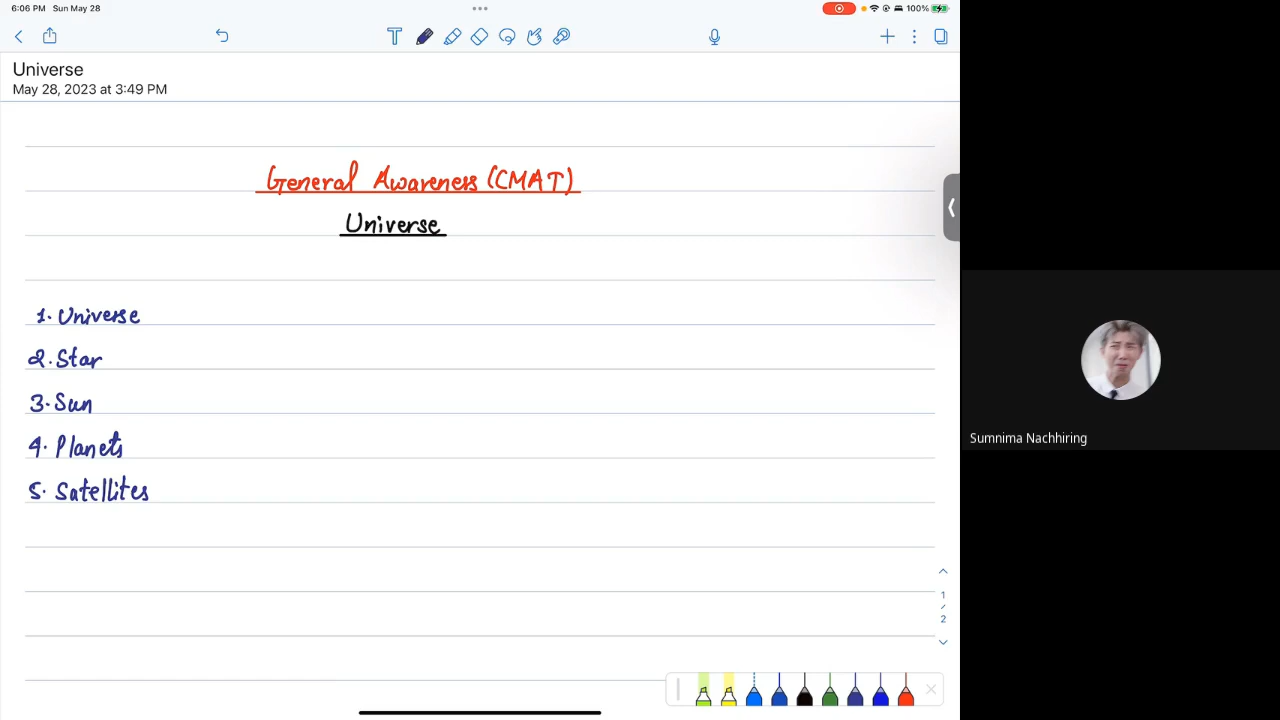 6:06 PM Sun May 28
100%
Universe
May 28, 2023 at 3:49 PM
General Awareness (CMAT)
Universe
1. Universe
2. Star
3. Sun
4. Planets
5. Satellites
Sumnima Nachhiring
1
/
2